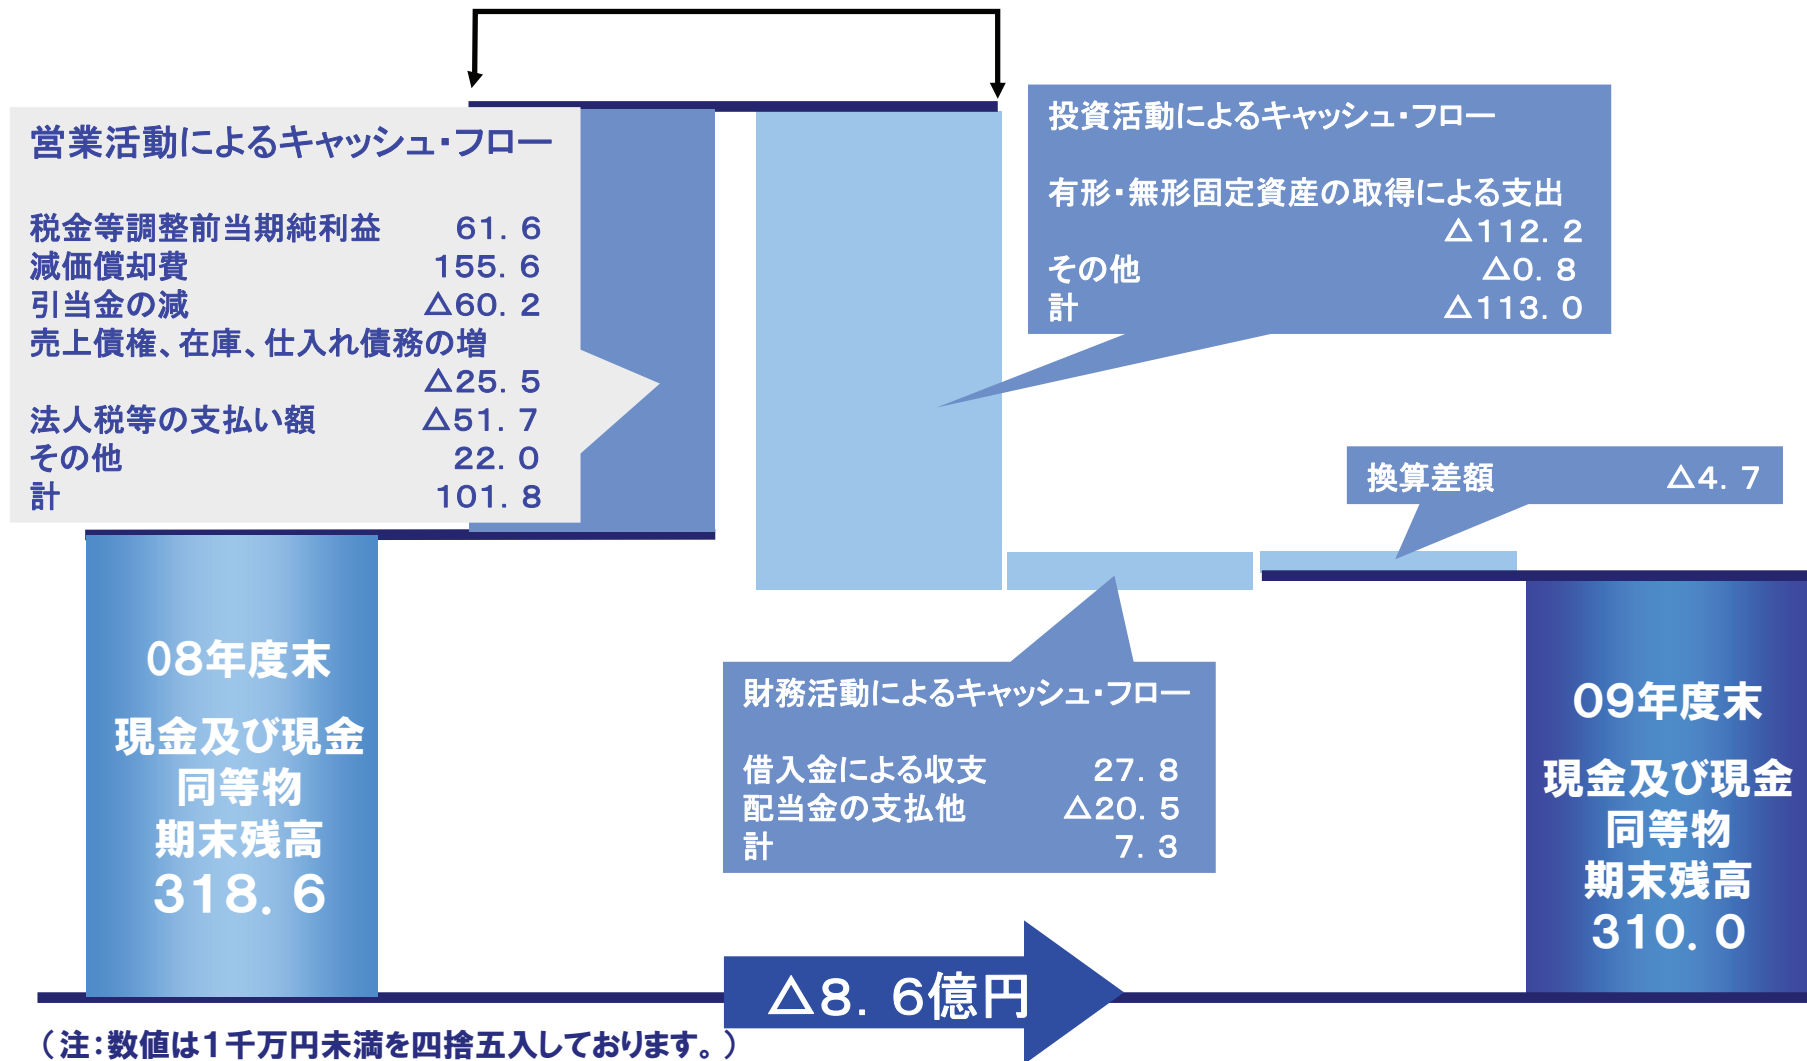 営業活動によるキャッシュ・フロー
税金等調整前当期純利益 61.6
減価償却費 155.6
引当金の減 △60.2
売上債権、在庫、仕入れ債務の増
△25.5
法人税等の支払い額 △51.7
その他 22.0
計 101.8
投資活動によるキャッシュ・フロー
有形・無形固定資産の取得による支出
△112.2
その他 △0.8
計 △113.0
換算差額 △4.7
財務活動によるキャッシュ・フロー
借入金による収支 27.8
配当金の支払他 △20.5
計 7.3
08年度末
現金及び現金
同等物
期末残高
318.6
09年度末
現金及び現金
同等物
期末残高
310.0
△8.6億円
(注:数値は1千万円未満を四捨五入しております。)